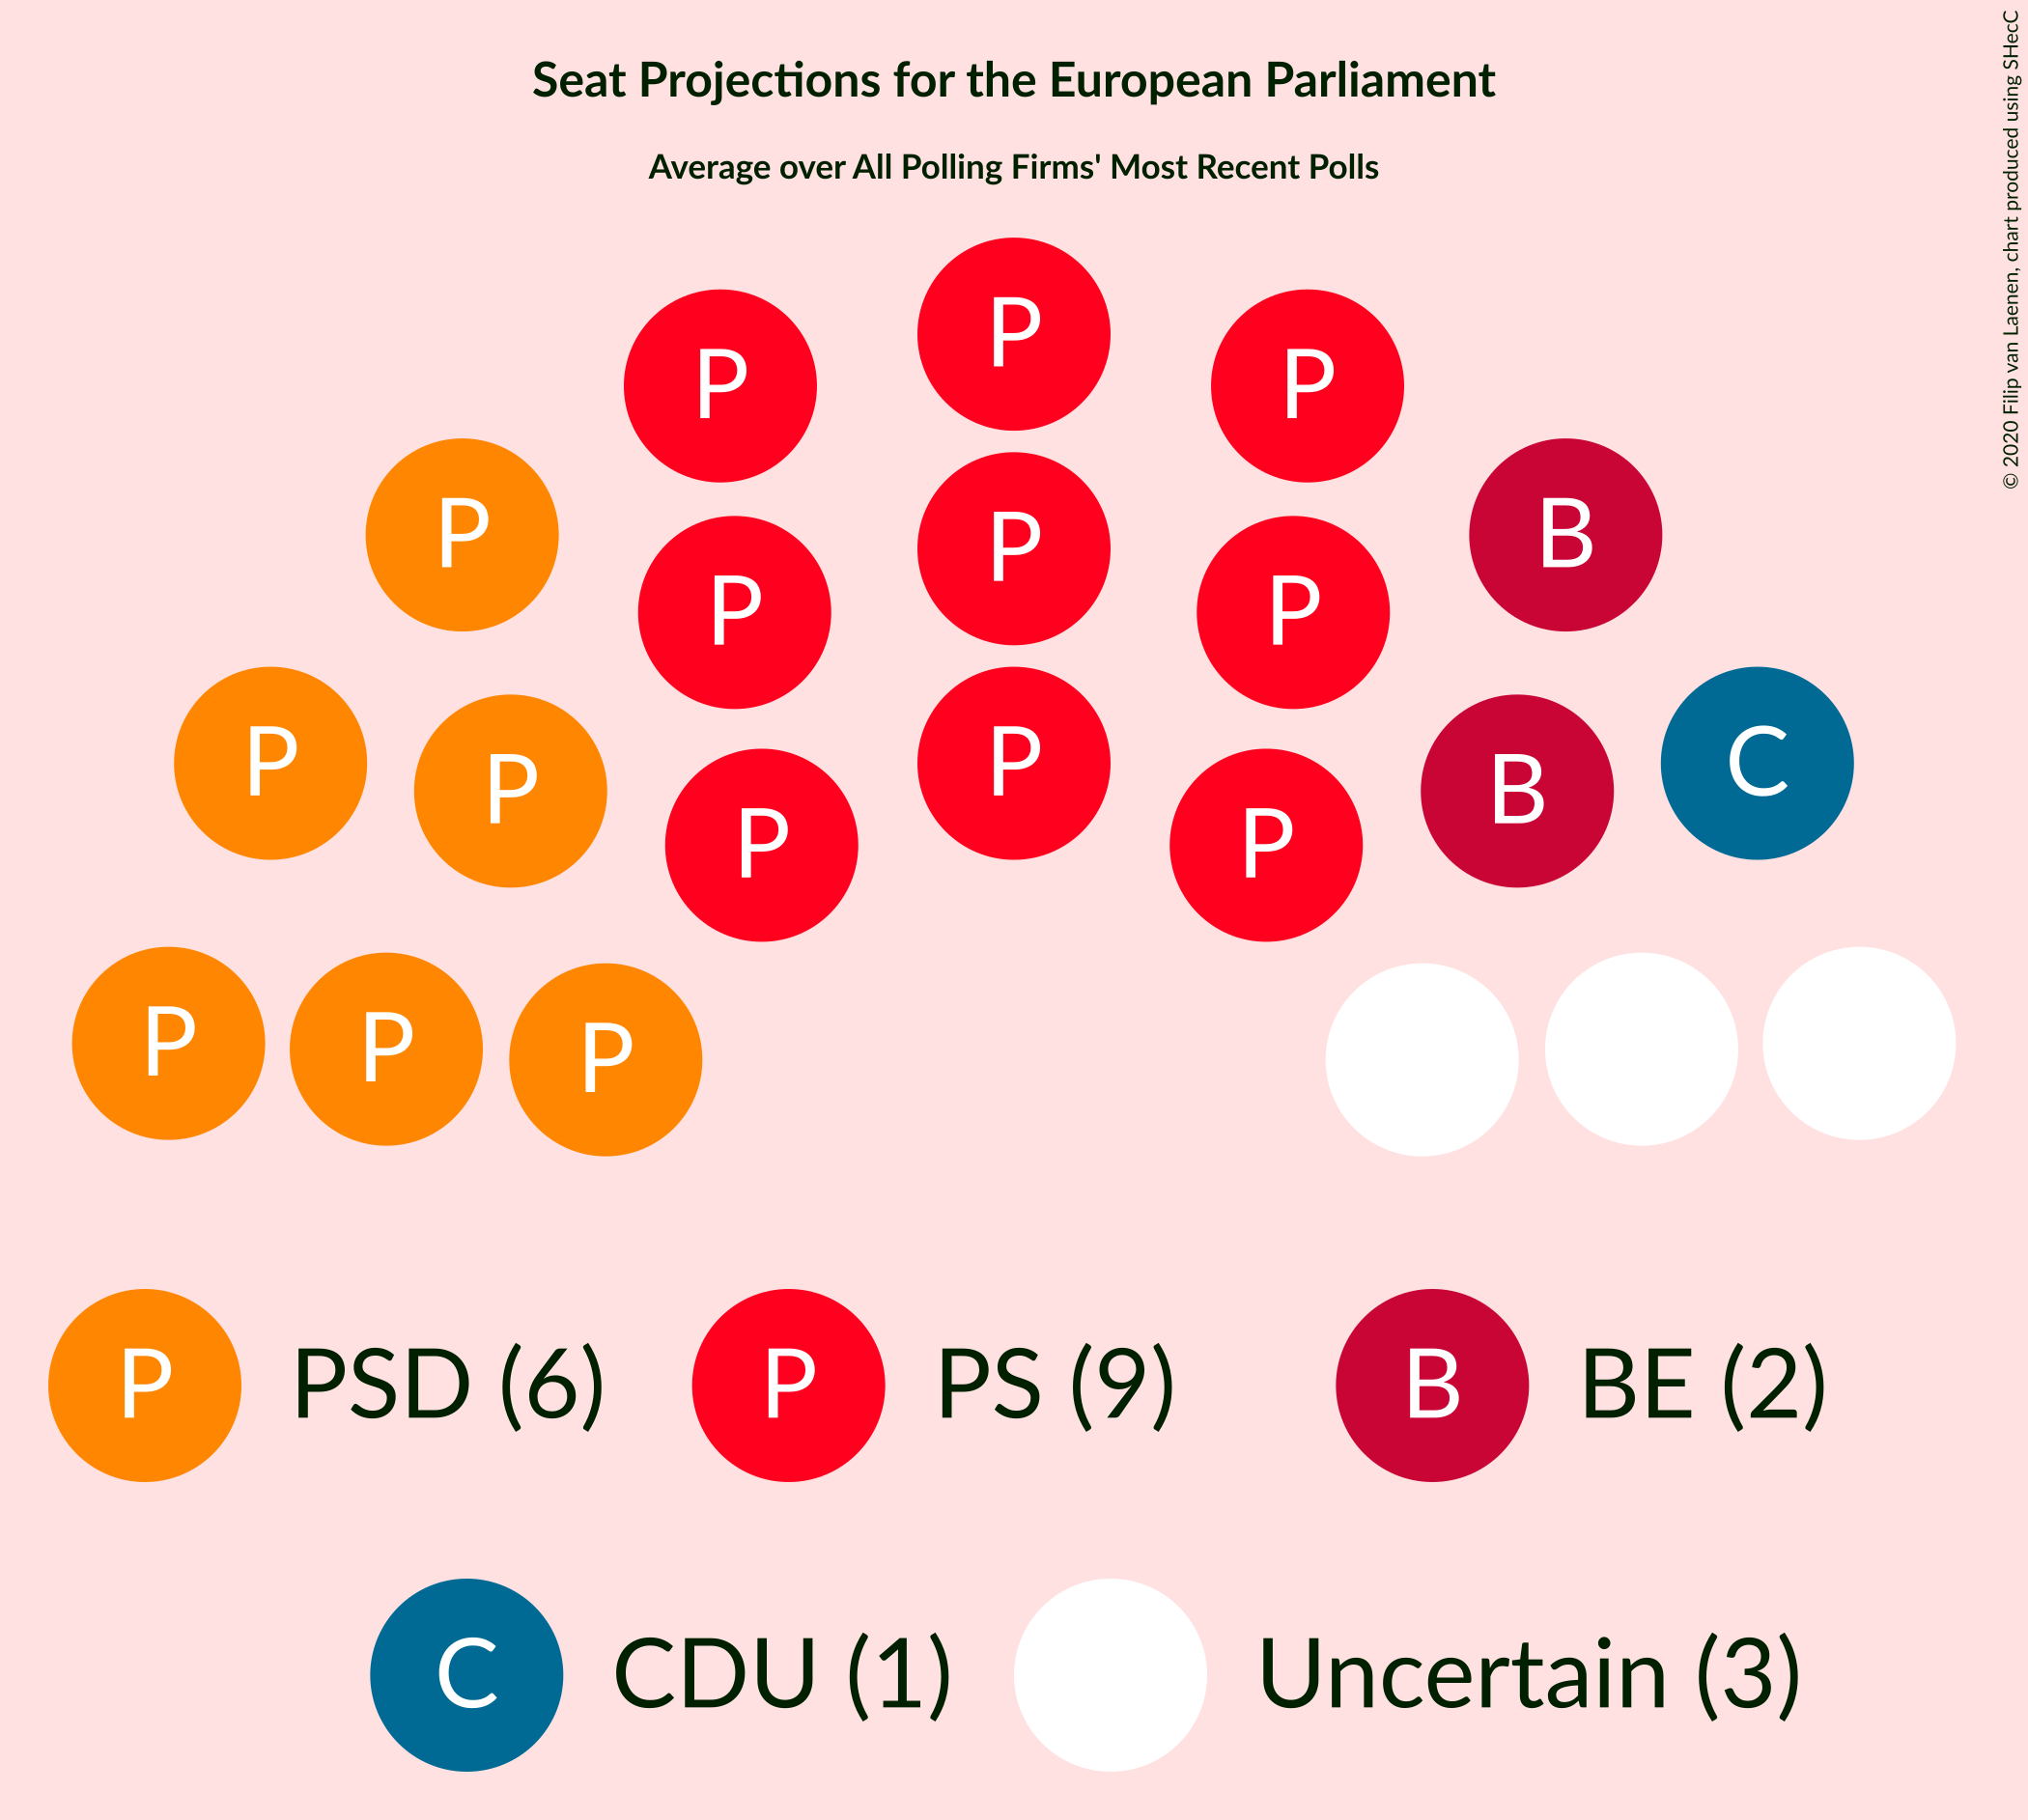 Seat Projections for the European Parliament
Average over All Polling Firms' Most Recent Polls
© 2020 Filip van Laenen, chart produced using SHecC
P
P
P
P
B
P
P
P
P
P
P
B
C
P
P
P
P
P
P
P PSD (6) P PS (9) B BE (2)
C CDU (1) Uncertain (3)